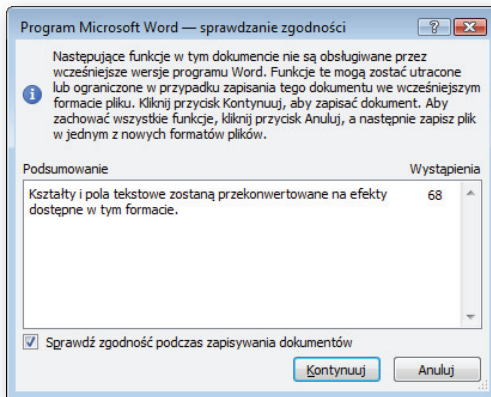 Program Microsoft Word — sprawdzanie zgodności
Następujące funkcje w tym dokumencie nie są obsługiwane przez
wcześniejsze wersje programu Word. Funkcje te mogą zostać utracone
lub ograniczone w przypadku zapisania tego dokumentu we wcześniejszym
formacie pliku. Kliknij przycisk Kontynuuj, aby zapisać dokument. Aby
zachować wszystkie funkcje, kliknij przycisk Anuluj, a następnie zapisz plik
w jednym z nowych formatów plików.
Podsumowanie Wystąpienia
Kształty i pola tekstowe zostaną przekonwertowane na efekty 68
dostępne w tym formacie.
Sprawdź zgodność podczas zapisywania dokumentów
Kontynuuj Anuluj